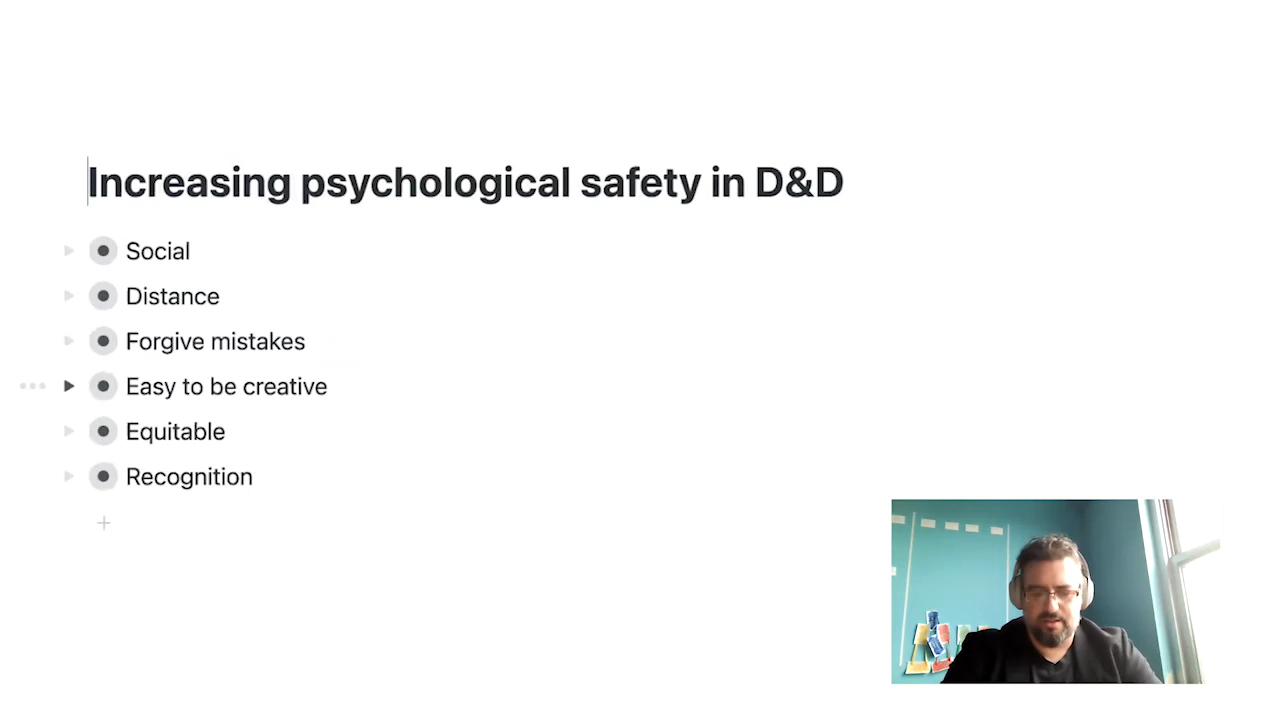 Increasing psychological safety in D&D
Social
Distance
Forgive mistakes
Easy to be creative
Equitable
Recognition